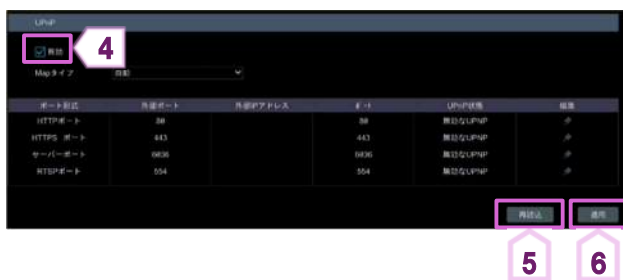 UPnP
有効
4
Mapタイプ 自動
ポート形式 外部ポート 外部IPアドレス ポート UPnP状態 編集
HTTPポート 80 80 無効なUPNP
HTTPS ポート 443 443 無効なUPNP
サーバーポート 6036 6036 無効なUPNP
RTSPポート 554 554 無効なUPNP
再読込 適用
5 6